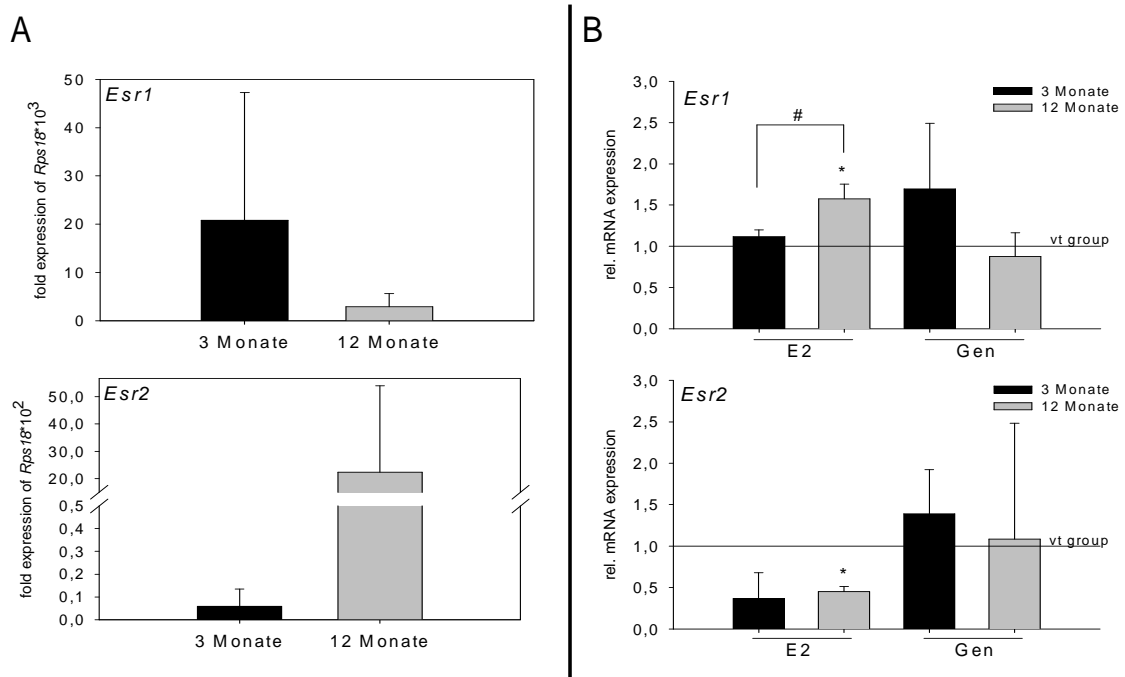 A
fold expression of Rps18*10³
50
40
30
20
10
0
Esr1
3 Monate
12 Monate
fold expression of Rps18*10²
50,0
30,0
20,0
0,5
0,4
0,3
0,2
0,1
0,0
Esr2
3 Monate
12 Monate
B
rel. mRNA expression
3,0
2,5
2,0
1,5
1,0
0,5
0,0
Esr1
3 Monate
12 Monate
#
*
vt group
E2
Gen
rel. mRNA expression
3,0
2,5
2,0
1,5
1,0
0,5
0,0
Esr2
3 Monate
12 Monate
*
vt group
E2
Gen